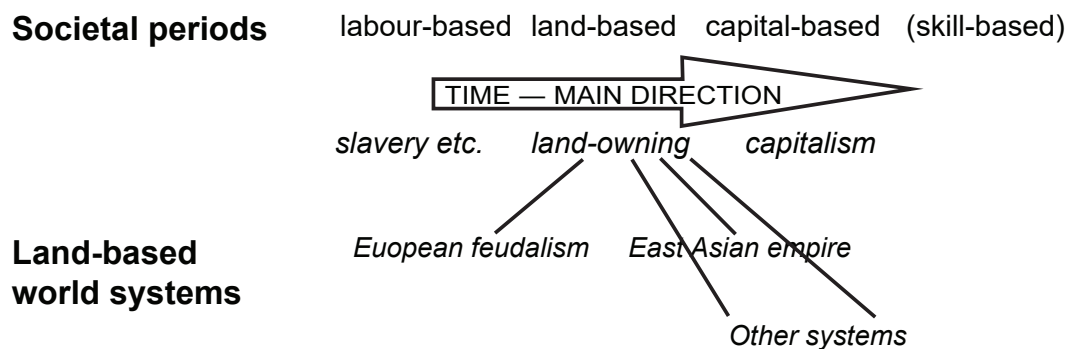 Societal periods labour-based land-based capital-based (skill-based)
TIME — MAIN DIRECTION
slavery etc. land-owning capitalism
Euopean feudalism East Asian empire
Land-based
world systems
Other systems